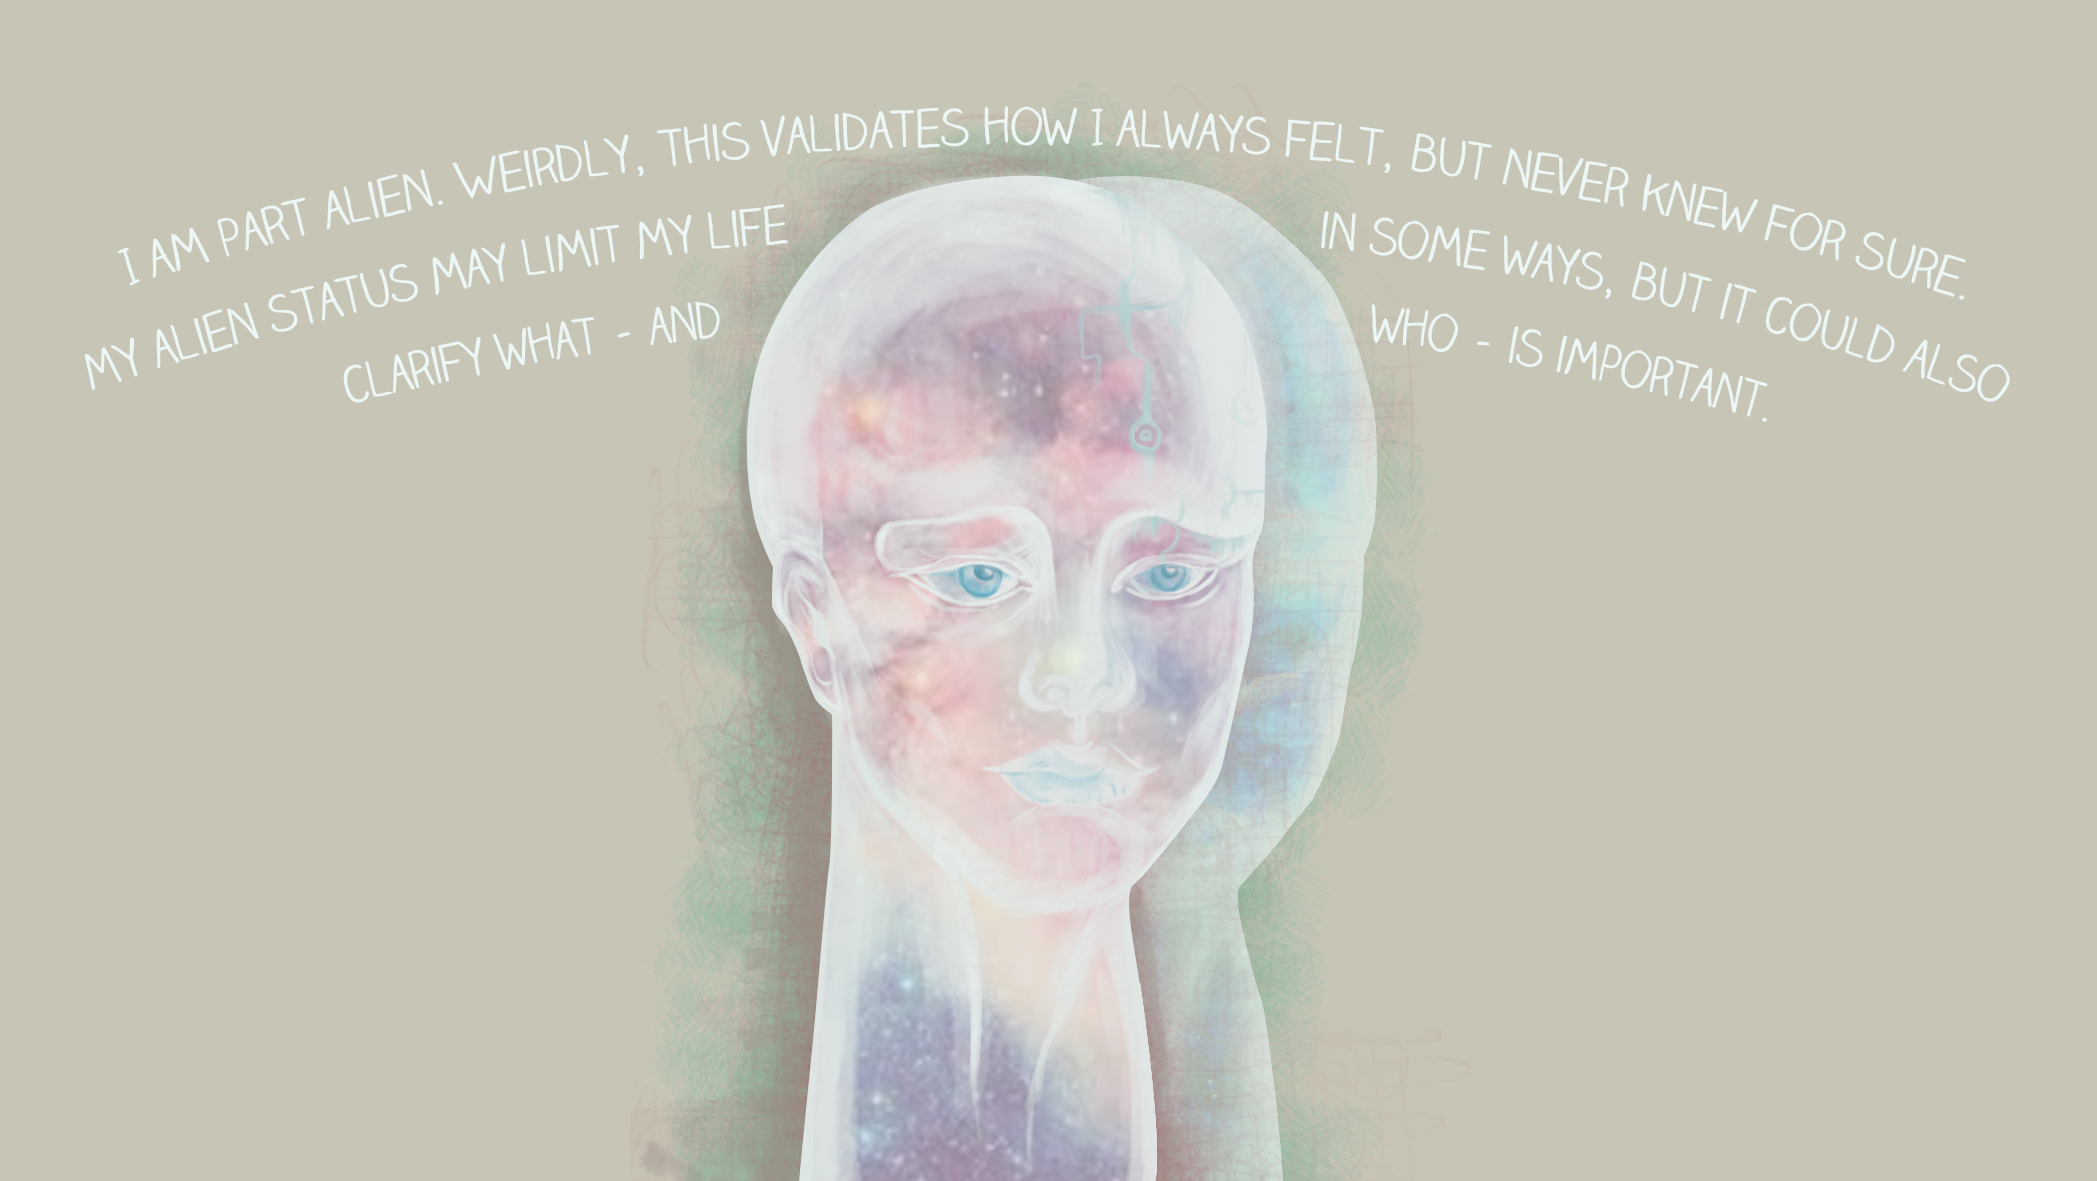 I AM PART ALIEN. WEIRDLY, THIS VALIDATES HOW I ALWAYS FELT, BUT NEVER KNEW FOR SURE.
MY ALIEN STATUS MAY LIMIT MY LIFE IN SOME WAYS, BUT IT COULD ALSO
CLARIFY WHAT - AND WHO - IS IMPORTANT.